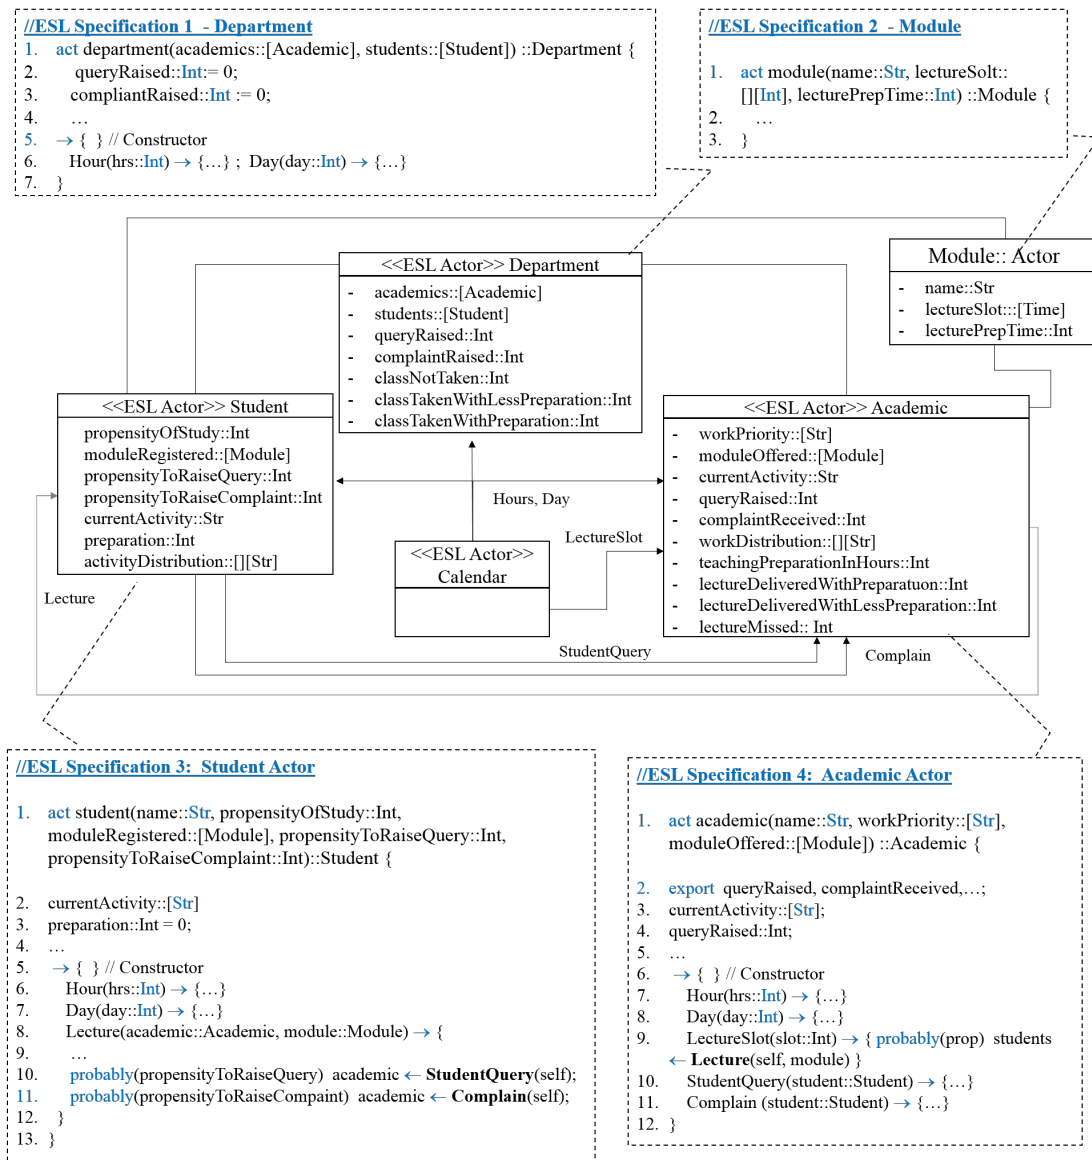 //ESL Specification 1  - Department
1. act department(academics::[Academic], students::[Student]) ::Department {
2. queryRaised::Int:= 0;
3. compliantRaised::Int := 0;
4. …
5. → { } // Constructor
6. Hour(hrs::Int) → {…} ; Day(day::Int) → {…}
7. }
//ESL Specification 2  - Module
1. act module(name::Str, lectureSolt::
[][Int], lecturePrepTime::Int) ::Module {
2. …
3. }
<<ESL Actor>> Department
- academics::[Academic]
- students::[Student]
- queryRaised::Int
- complaintRaised::Int
- classNotTaken::Int
- classTakenWithLessPreparation::Int
- classTakenWithPreparation::Int
Module:: Actor
- name::Str
- lectureSlot:::[Time]
- lecturePrepTime::Int
<<ESL Actor>> Student
propensityOfStudy::Int
moduleRegistered::[Module]
propensityToRaiseQuery::Int
propensityToRaiseComplaint::Int
currentActivity::Str
preparation::Int
activityDistribution::[][Str]
<<ESL Actor>> Academic
- workPriority::[Str]
- moduleOffered::[Module]
- currentActivity::Str
- queryRaised::Int
- complaintReceived::Int
- workDistribution::[][Str]
- teachingPreparationInHours::Int
- lectureDeliveredWithPreparatuon::Int
- lectureDeliveredWithLessPreparation::Int
- lectureMissed:: Int
Hours, Day
LectureSlot
<<ESL Actor>>
Calendar
Lecture
StudentQuery
Complain
//ESL Specification 3:  Student Actor
1. act student(name::Str, propensityOfStudy::Int,
moduleRegistered::[Module], propensityToRaiseQuery::Int,
propensityToRaiseComplaint::Int)::Student {
2. currentActivity::[Str]
3. preparation::Int = 0;
4. …
5. → { } // Constructor
6. Hour(hrs::Int) → {…}
7. Day(day::Int) → {…}
8. Lecture(academic::Academic, module::Module) → {
9. …
10. probably(propensityToRaiseQuery) academic ← StudentQuery(self);
11. probably(propensityToRaiseCompaint) academic ← Complain(self);
12. }
13. }
//ESL Specification 4:  Academic Actor
1. act academic(name::Str, workPriority::[Str],
moduleOffered::[Module]) ::Academic {
2. export queryRaised, complaintReceived,…;
3. currentActivity::[Str];
4. queryRaised::Int;
5. …
6. → { } // Constructor
7. Hour(hrs::Int) → {…}
8. Day(day::Int) → {…}
9. LectureSlot(slot::Int) → { probably(prop) students
← Lecture(self, module) }
10. StudentQuery(student::Student) → {…}
11. Complain (student::Student) → {…}
12. }